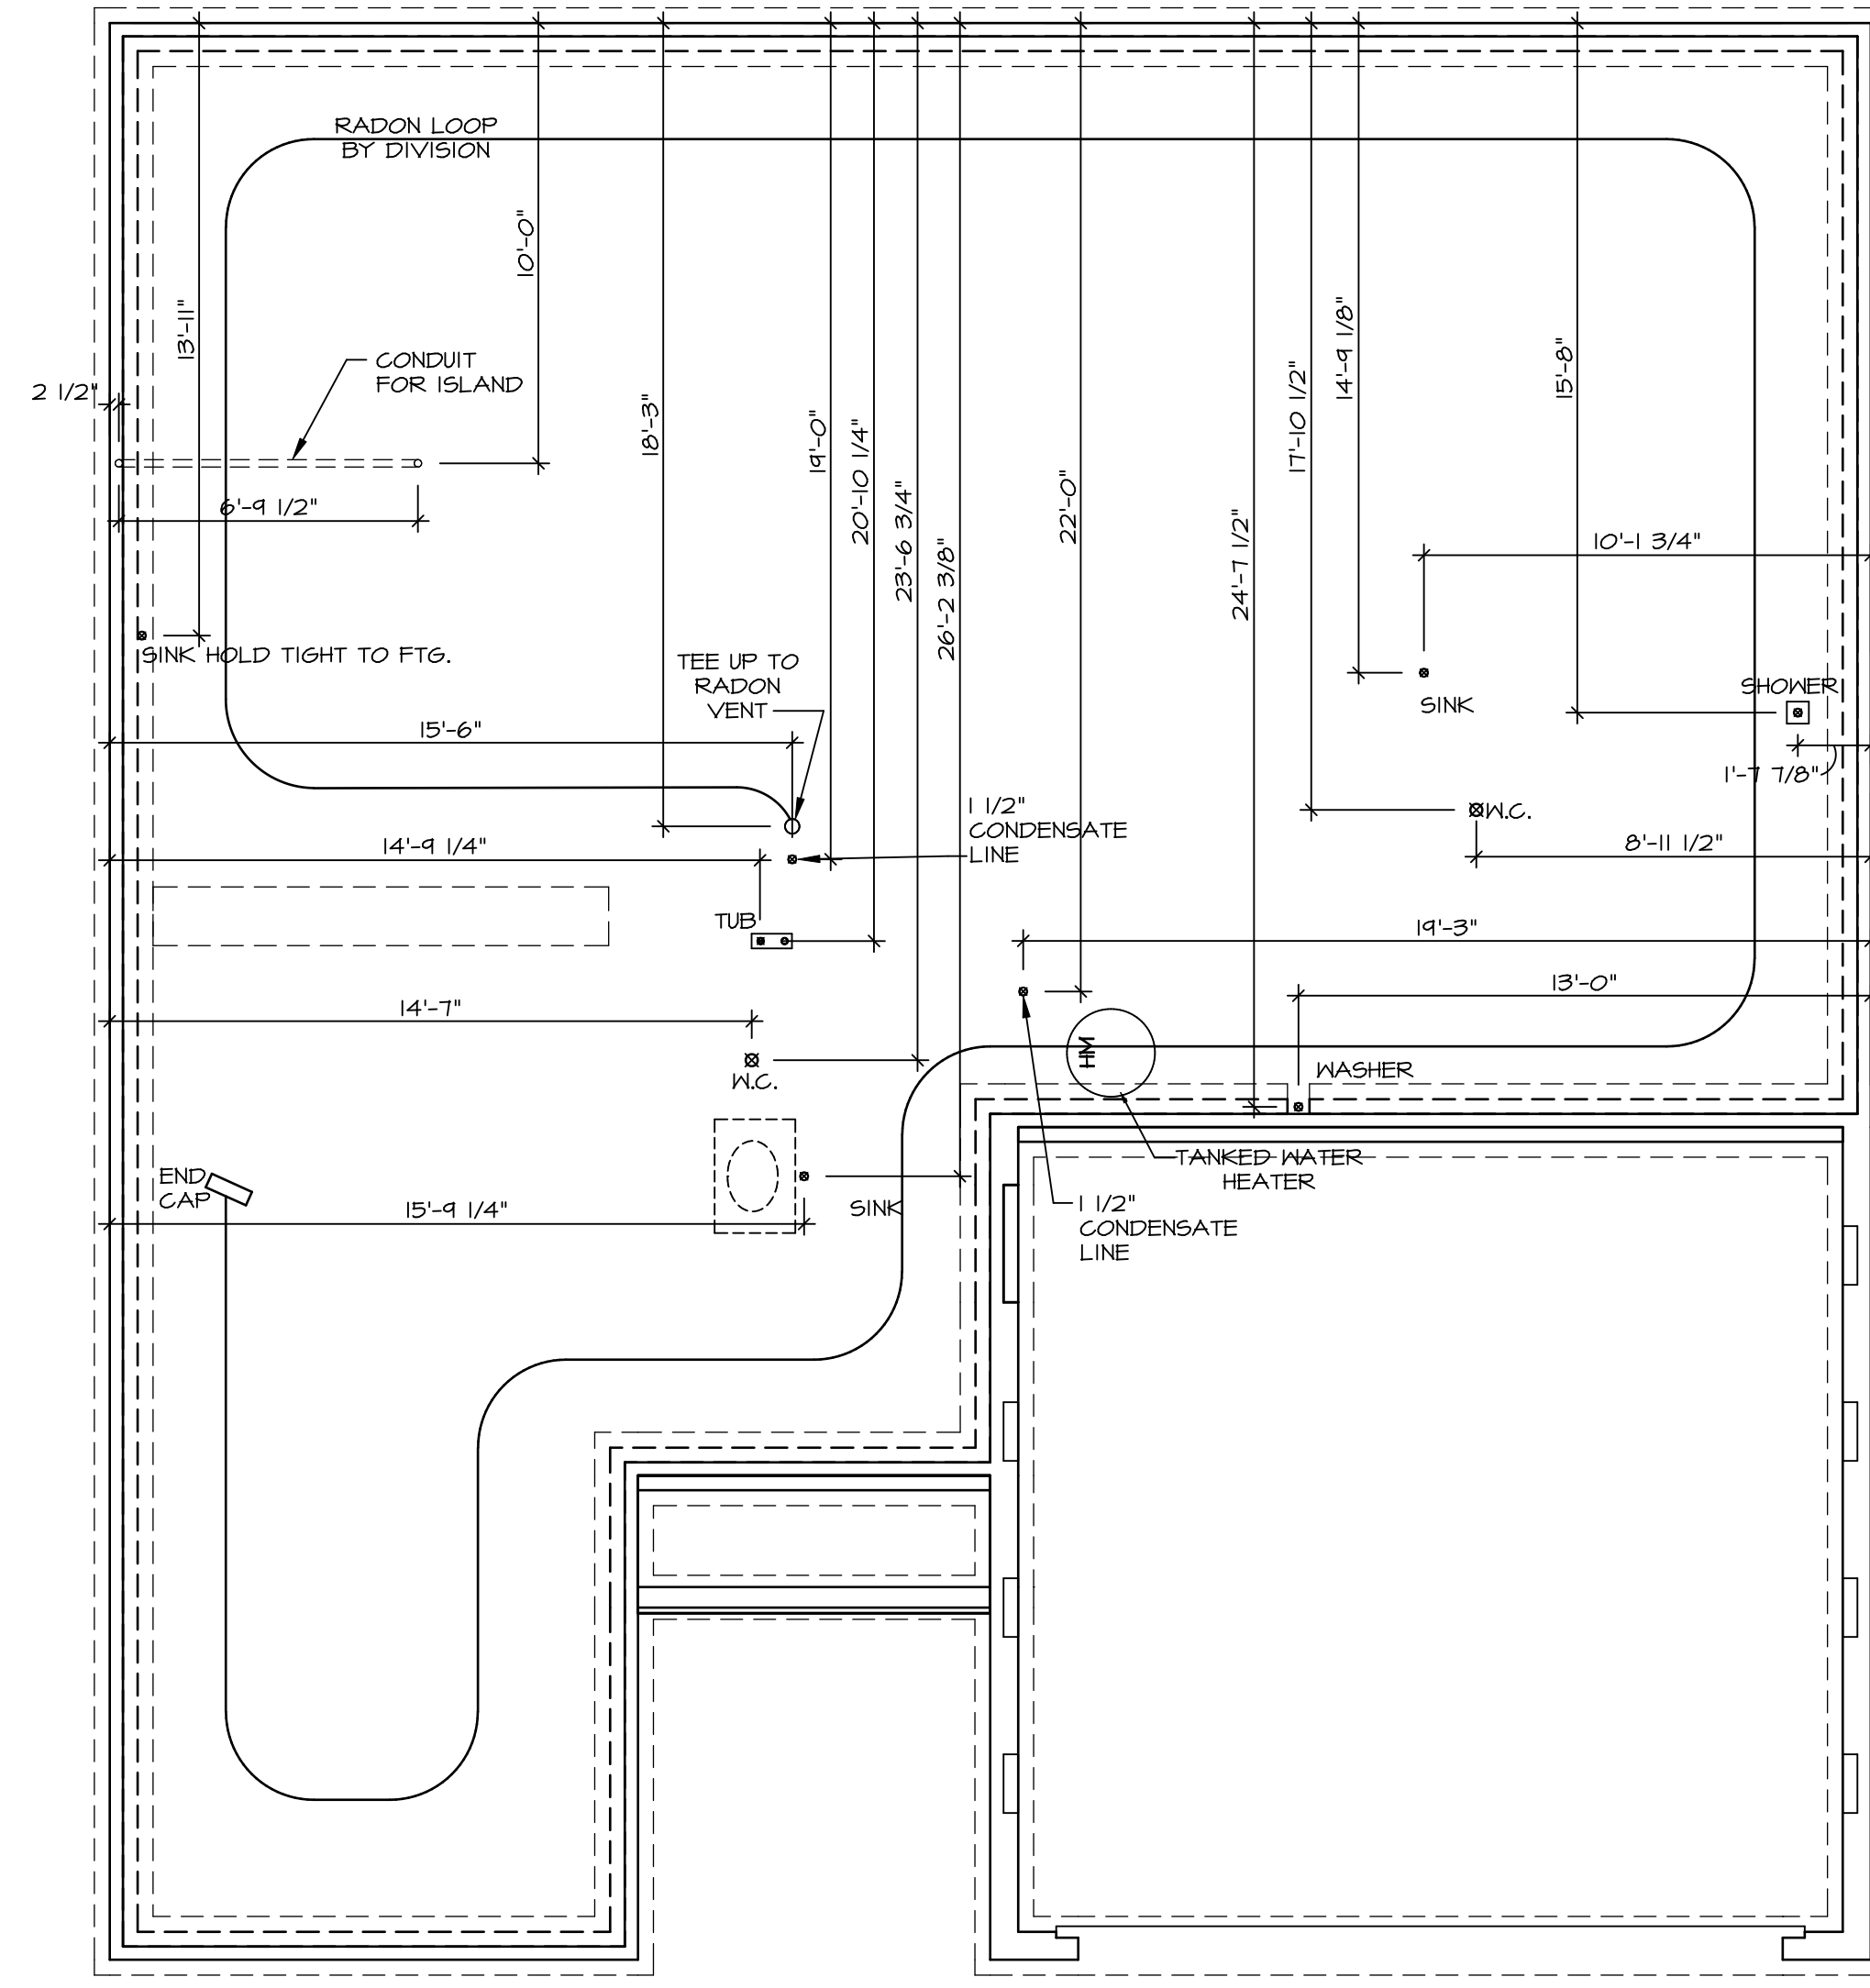 RADON LOOP
BY DIVISION
10'-0"
13'-11"
CONDUIT
FOR ISLAND
2 1/2"
14'-9 1/8"
15'-8"
17'-10 1/2"
18'-3"
19'-0"
20'-10 1/4"
22'-0"
23'-6 3/4"
6'-9 1/2"
24'-7 1/2"
10'-1 3/4"
26'-2 3/8"
SINK HOLD TIGHT TO FTG.
TEE UP TO
RADON
VENT
SHOWER
SINK
15'-6"
1'-7 7/8"
1 1/2"
CONDENSATE
LINE
W.C.
14'-9 1/4"
8'-11 1/2"
TUB
19'-3"
13'-0"
14'-7"
HM
WASHER
W.C.
TANKED WATER
HEATER
END
CAP
15'-9 1/4"
SINK
1 1/2"
CONDENSATE
LINE